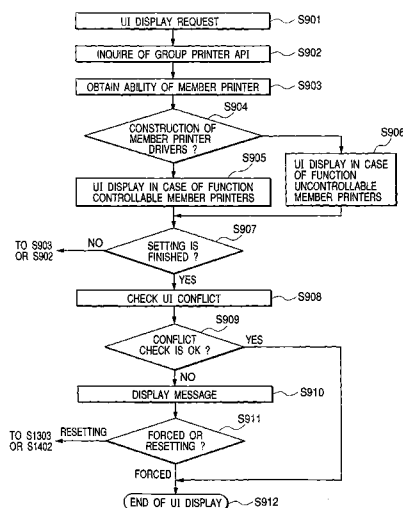 UI DISPLAY REQUEST
S901
INQUIRE OF GROUP PRINTER API
S902
OBTAIN ABILITY OF MEMBER PRINTER
S903
S904
CONSTRUCTION OF
MEMBER PRINTER
DRIVERS ?
S905
UI DISPLAY IN CASE OF FUNCTION
CONTROLLABLE MEMBER PRINTERS
S906
UI DISPLAY IN CASE
OF FUNCTION
UNCONTROLLABLE
MEMBER PRINTERS
S907
SETTING IS
FINISHED ?
NO
TO S903
OR S902
YES
CHECK UI CONFLICT
S908
S909
CONFLICT
CHECK IS OK ?
YES
NO
DISPLAY MESSAGE
S910
S911
FORCED OR
RESETTING ?
RESETTING
TO S1303
OR S1402
FORCED
END OF UI DISPLAY
S912